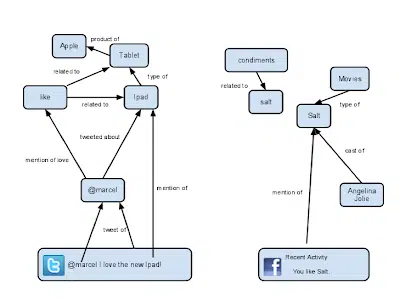 product of
Apple
Tablet
related to
type of
like
related to
Ipad
mention of love
tweeted about
@marcel
mention of
tweet of
@marcel I love the new Ipad!
condiments
related to
salt
Movies
type of
Salt
cast of
mention of
Angelina
Jolie
Recent Activity
You like Salt.